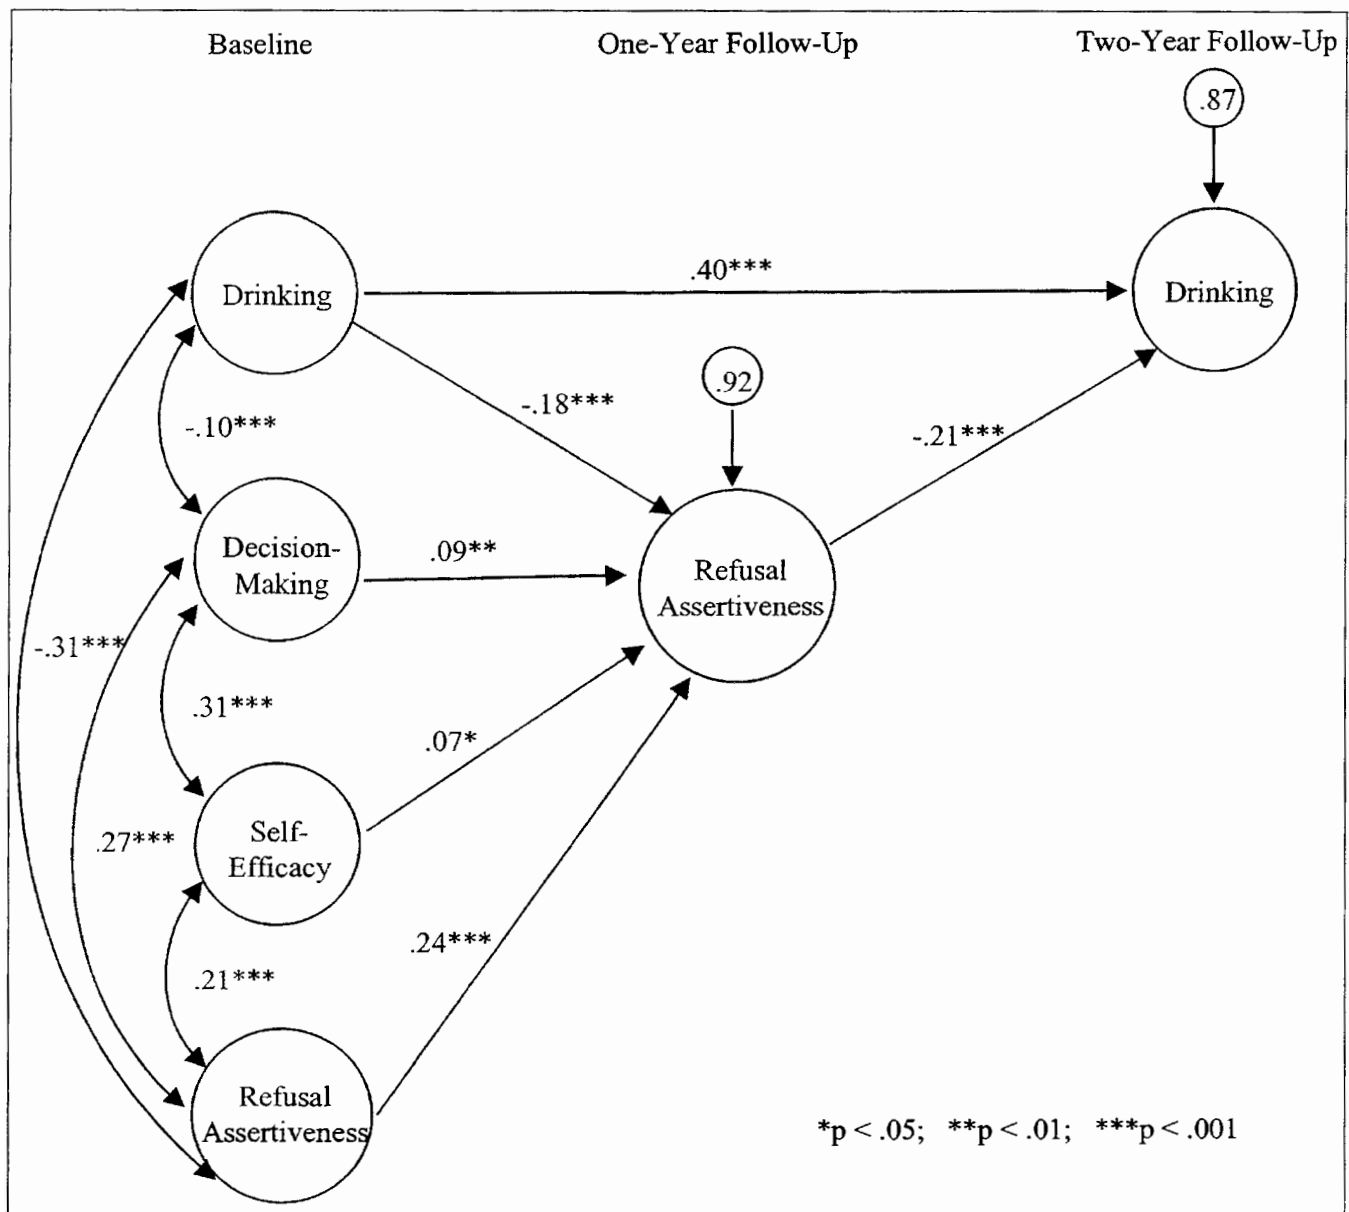 Baseline
One-Year Follow-Up
Two-Year Follow-Up
.87
Drinking
.40***
Drinking
.92
-.18***
-.10***
-.21***
Decision-
Making
.09**
Refusal
Assertiveness
-.31***
.31***
.07*
Self-
Efficacy
.27***
.24***
.21***
Refusal
Assertiveness
*p < .05; **p < .01; ***p < .001